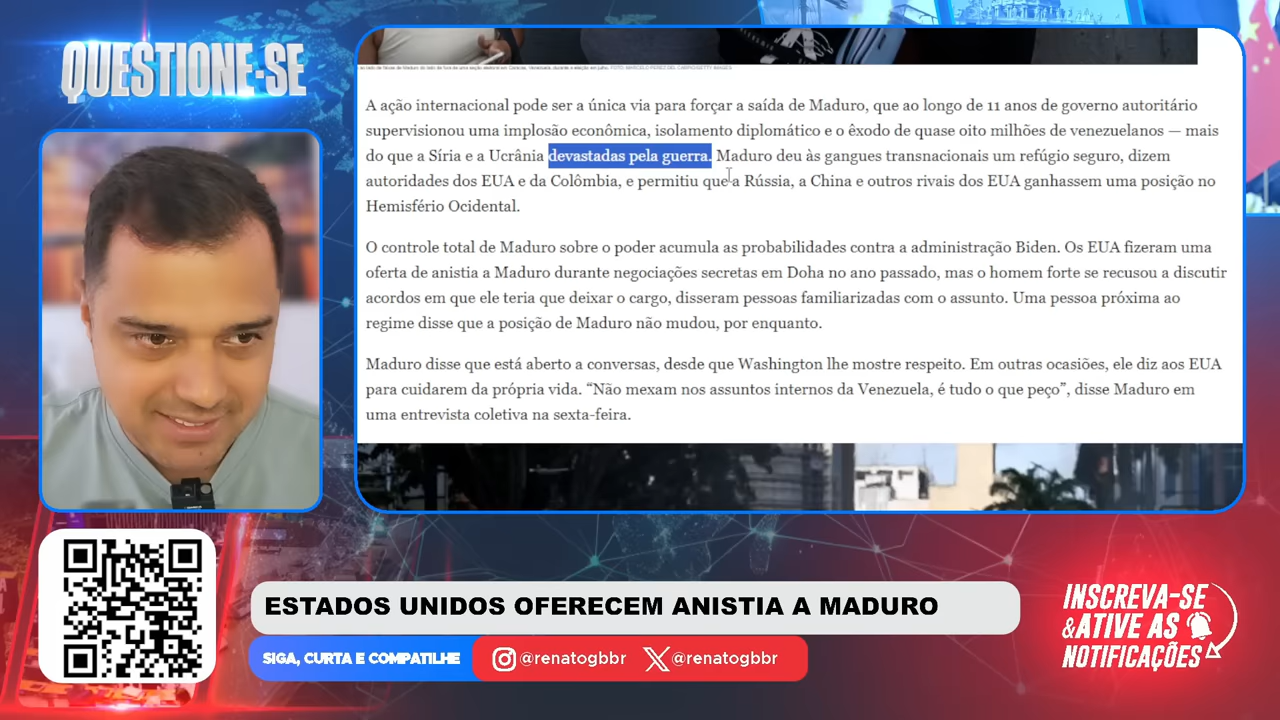 QUESTIONE-SE
A ação internacional pode ser a única via para forçar a saída de Maduro, que ao longo de 11 anos de governo autoritário
supervisionou uma implosão econômica, isolamento diplomático e o êxodo de quase oito milhões de venezuelanos — mais
do que a Síria e a Ucrânia devastadas pela guerra. Maduro deu às gangues transnacionais um refúgio seguro, dizem
autoridades dos EUA e da Colômbia, e permitiu que a Rússia, a China e outros rivais dos EUA ganhassem uma posição no
Hemisfério Ocidental.
O controle total de Maduro sobre o poder acumula as probabilidades contra a administração Biden. Os EUA fizeram uma
oferta de anistia a Maduro durante negociações secretas em Doha no ano passado, mas o homem forte se recusou a discutir
acordos em que ele teria que deixar o cargo, disseram pessoas familiarizadas com o assunto. Uma pessoa próxima ao
regime disse que a posição de Maduro não mudou, por enquanto.
Maduro disse que está aberto a conversas, desde que Washington lhe mostre respeito. Em outras ocasiões, ele diz aos EUA
para cuidarem da própria vida. “Não mexam nos assuntos internos da Venezuela, é tudo o que peço”, disse Maduro em
uma entrevista coletiva na sexta-feira.
ESTADOS UNIDOS OFERECEM ANISTIA A MADURO
SIGA, CURTA E COMPATILHE
@renatogbbr
@renatogbbr
INSCREVA-SE
&ATIVE AS
NOTIFICAÇÕES